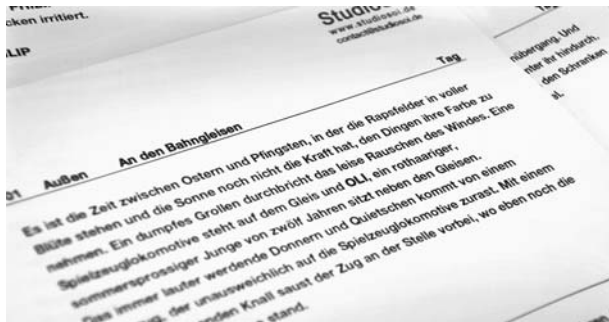 cken irritiert.
LIP
Studiosoi
www.studiosoi.de
contact@studiosoi.de
Tag
01 Außen An den Bahngleisen
Es ist die Zeit zwischen Ostern und Pfingsten, in der die Rapsfelder in voller
Blüte stehen und die Sonne noch nicht die Kraft hat, den Dingen ihre Farbe zu
nehmen. Ein dumpfes Grollen durchbricht das leise Rauschen des Windes. Eine
Spielzeuglokomotive steht auf dem Gleis und OLI, ein rothaariger,
sommersprossiger Junge von zwölf Jahren sitzt neben den Gleisen.
Das immer lauter werdende Donnern und Quietschen kommt von einem
zug, der unausweichlich auf die Spielzeuglokomotive zurast. Mit einem
nden Knall saust der Zug an der Stelle vorbei, wo eben noch die
e stand.
nübergang. Und
nter ihr hindurch.
den Schranken
al.